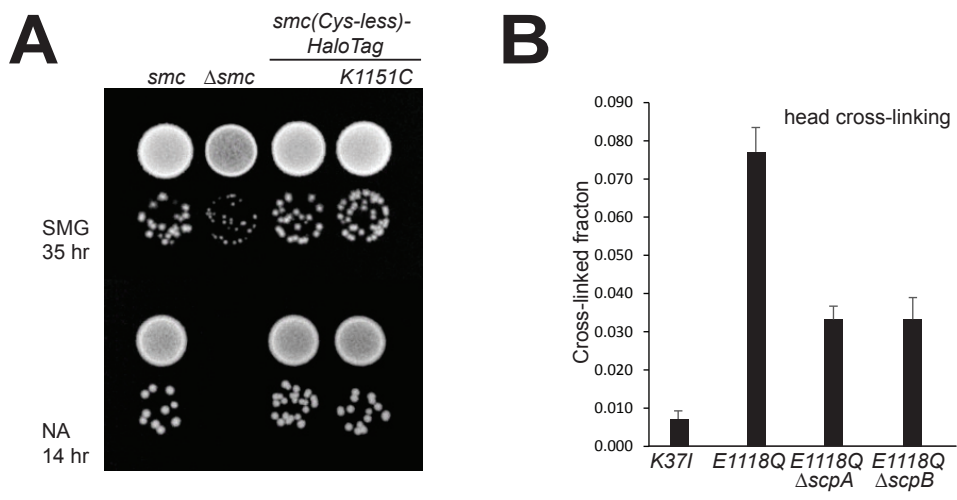 A
smc(Cys-less)-
HaloTag
smc Δsmc K1151C
SMG
35 hr
NA
14 hr
B
head cross-linking
Cross-linked fracton
0.090
0.080
0.070
0.060
0.050
0.040
0.030
0.020
0.010
0.000
K37I E1118Q E1118Q E1118Q
ΔscpA ΔscpB